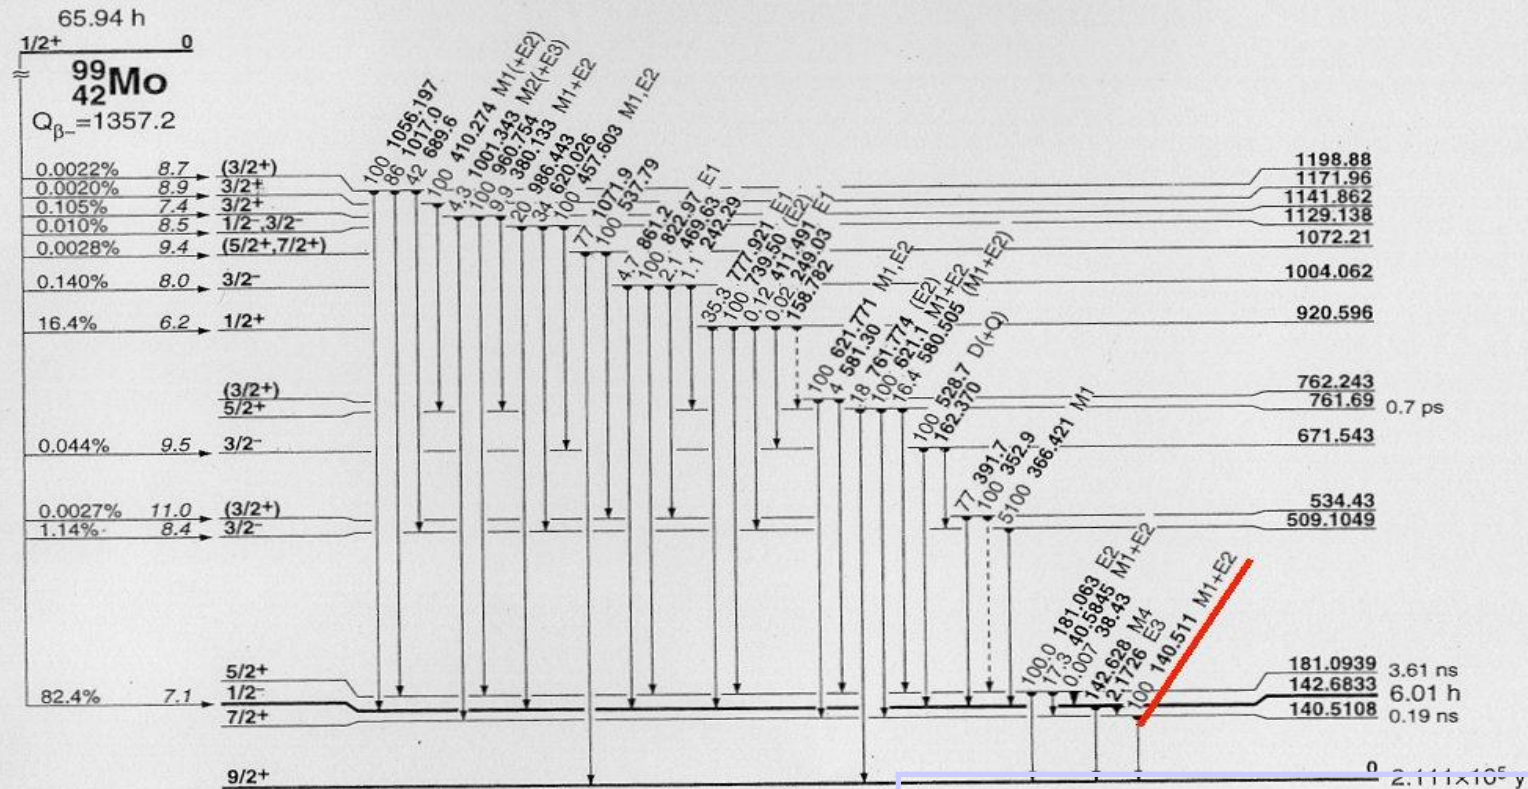 65.94 h
1/2+ 0
99
42 Mo
Qβ−=1357.2
0.0022% 8.7 (3/2+)
0.0020% 8.9 3/2+
0.105% 7.4 3/2+
0.010% 8.5 1/2−,3/2−
0.0028% 9.4 (5/2+,7/2+)
0.140% 8.0 3/2−
16.4% 6.2 1/2+
(3/2+)
5/2+
0.044% 9.5 3/2−
0.0027% 11.0 (3/2+)
1.14% 8.4 3/2−
5/2+
82.4% 7.1 1/2−
7/2+
9/2+
100 1056.197
86 1017.0
42 689.6
100 410.274 M1(+E2)
4.3 1001.343 M2(+E3)
100 960.754
9.9 380.133 M1+E2
20 986.443
34 620.026
100 457.603 M1,E2
77 1071.9
100 537.79
4.7 861.2
100 822.97 E1
2.1 469.63
1.1 242.29
35.3 777.921 E1
100 739.50 (E2)
0.12 411.491 E1
0.02 249.03
158.782
100 621.771 M1,E2
4 581.30
18 761.774 (E2)
100 621.1 M1+E2
16.4 580.505 (M1+E2)
100 528.7 D(+Q)
162.370
77 391.7
100 352.9
100 366.421 M1
100.0 181.063 E2
17.3 40.5845 M1+E2
0.007 38.43
142.628 M4
2.1726 E3
100 140.511 M1+E2
1198.88
1171.96
1141.862
1129.138
1072.21
1004.062
920.596
762.243
761.69 0.7 ps
671.543
534.43
509.1049
181.0939 3.61 ns
142.6833 6.01 h
140.5108 0.19 ns
0 2.111×10⁵ y